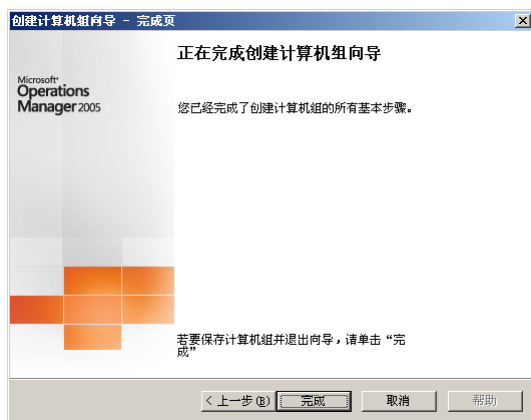 创建计算机组向导 - 完成页
正在完成创建计算机组向导
Microsoft®
Operations
Manager 2005
您已经完成了创建计算机组的所有基本步骤。
若要保存计算机组并退出向导，请单击“完
成”
< 上一步(B)
完成
取消
帮助